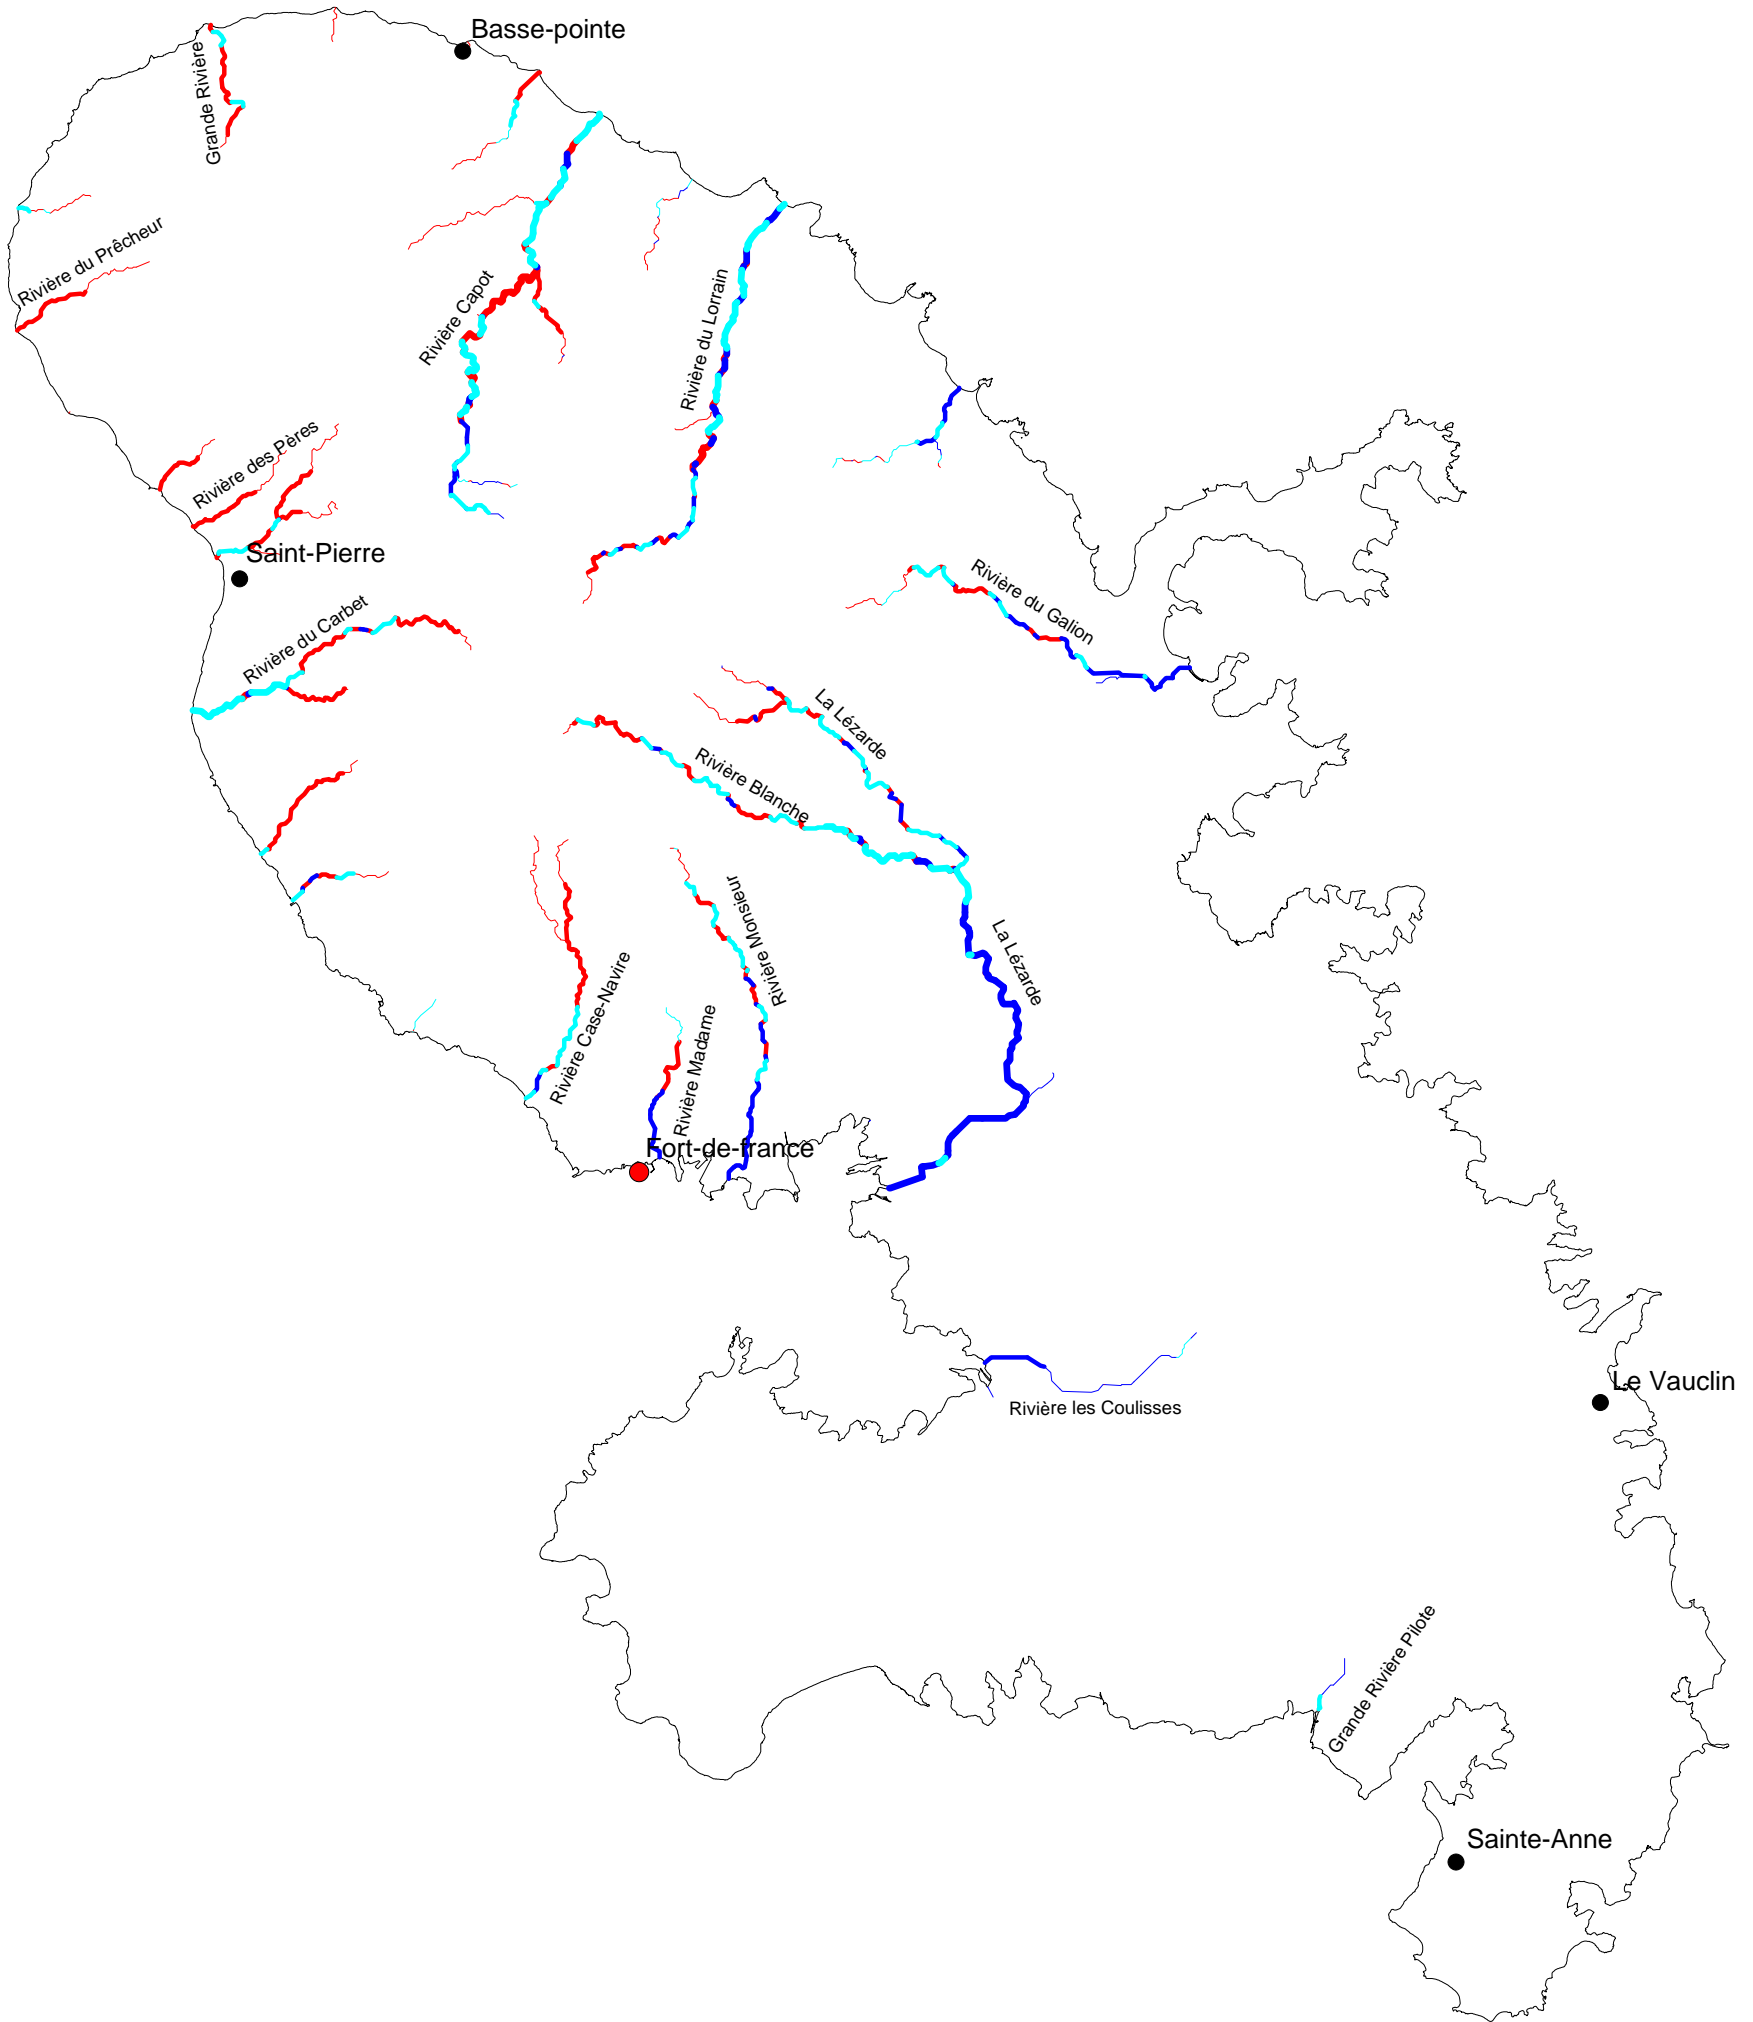 Basse-pointe
Grande Rivière
Rivière du Prêcheur
Rivière Capot
Rivière du Lorrain
Rivière des Pères
Saint-Pierre
Rivière du Carbet
Rivière du Galion
La Lézarde
Rivière Blanche
Rivière Monsieur
La Lézarde
Rivière Case-Navire
Rivière Madame
Fort-de-france
Le Vauclin
Rivière les Coulisses
Grande Rivière Pilote
Sainte-Anne